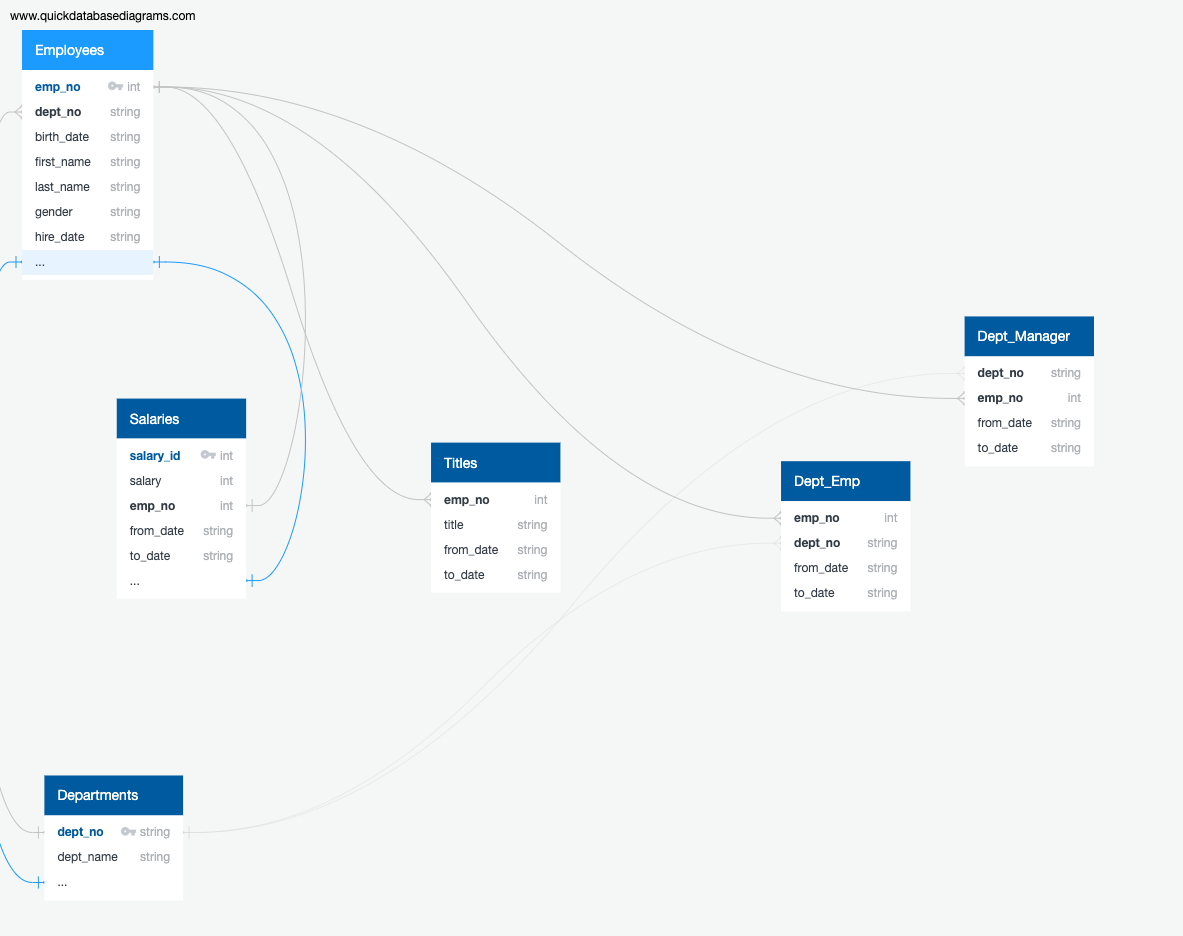 www.quickdatabasediagrams.com
Employees
emp_no int
dept_no string
birth_date string
first_name string
last_name string
gender string
hire_date string
...
Salaries
salary_id int
salary int
emp_no int
from_date string
to_date string
...
Titles
emp_no int
title string
from_date string
to_date string
Dept_Emp
emp_no int
dept_no string
from_date string
to_date string
Dept_Manager
dept_no string
emp_no int
from_date string
to_date string
Departments
dept_no string
dept_name string
...